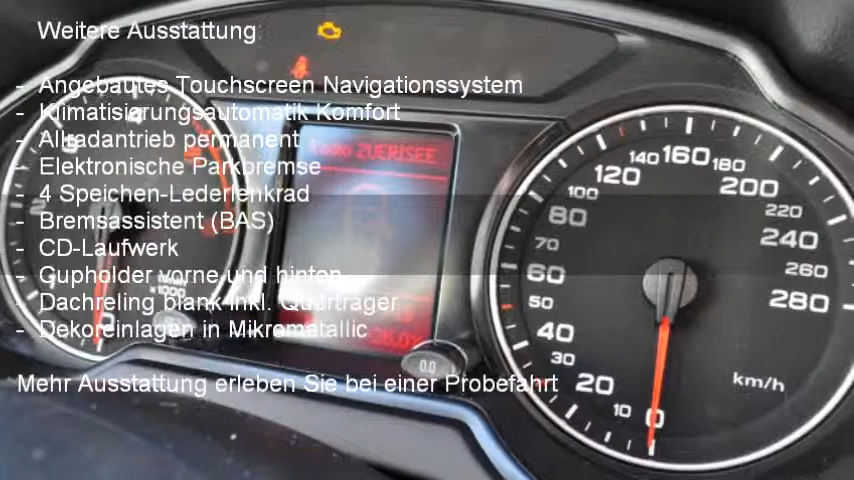 Weitere Ausstattung
- Angebautes Touchscreen Navigationssystem
- Klimatisierungsautomatik Komfort
- Allradantrieb permanent
- Elektronische Parkbremse
- 4 Speichen-Lederlenkrad
- Bremsassistent (BAS)
- CD-Laufwerk
- Cupholder vorne und hinten
- Dachreling blank inkl. Querträger
- Dekoreinlagen in Mikrometallic
Mehr Ausstattung erleben Sie bei einer Probefahrt
Radio ZUERISEE
x1000
0.0
0
10
20
30
40
50
60
70
80
100
120
140
160
180
200
220
240
260
280
km/h